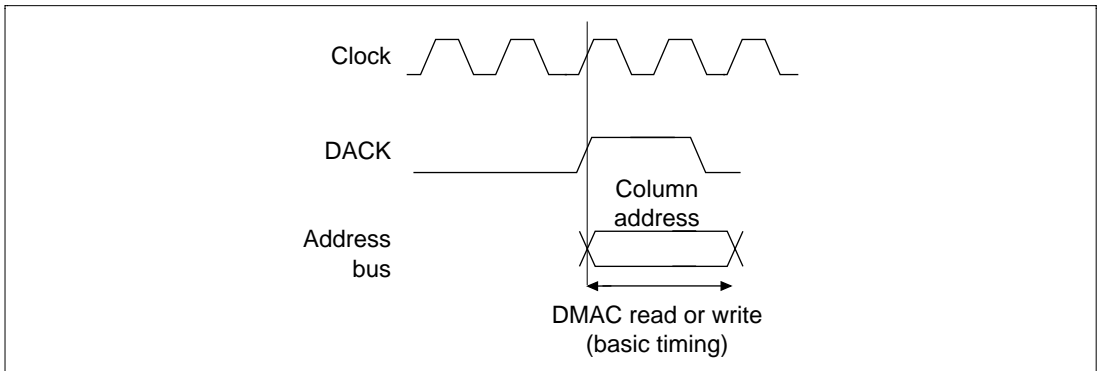 Clock
DACK
Column
address
Address
bus
DMAC read or write
(basic timing)